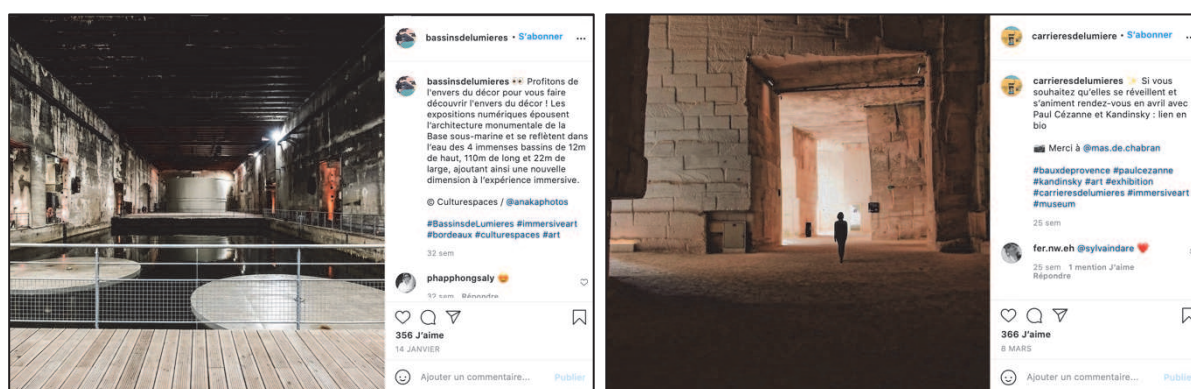 bassinsdelumieres • S'abonner ...
bassinsdelumieres 👀 Profitons de
l'envers du décor pour vous faire
découvrir l'envers du décor ! Les
expositions numériques épousent
l'architecture monumentale de la
Base sous-marine et se reflètent dans
l'eau des 4 immenses bassins de 12m
de haut, 110m de long et 22m de
large, ajoutant ainsi une nouvelle
dimension à l'expérience immersive.
© Culturespaces / @anakaphotos
#BassinsdeLumieres #immersiveart
#bordeaux #culturespaces #art
32 sem
phapphongsaly 😍
32 sem Répondre
356 J'aime
14 JANVIER
Ajouter un commentaire... Publier
carrieresdelumiere • S'abonner ...
carrieresdelumieres ☀️ Si vous
souhaitez qu'elles se réveillent et
s'animent rendez-vous en avril avec
Paul Cézanne et Kandinsky : lien en
bio
📸 Merci à @mas.de.chabran
#bauxdeprovence #paulcezanne
#kandinsky #art #exhibition
#carrieresdelumieres #immersiveart
#museum
25 sem
fer.nw.eh @sylvaindare ❤️
25 sem 1 mention J'aime
Répondre
366 J'aime
8 MARS
Ajouter un commentaire... Publie